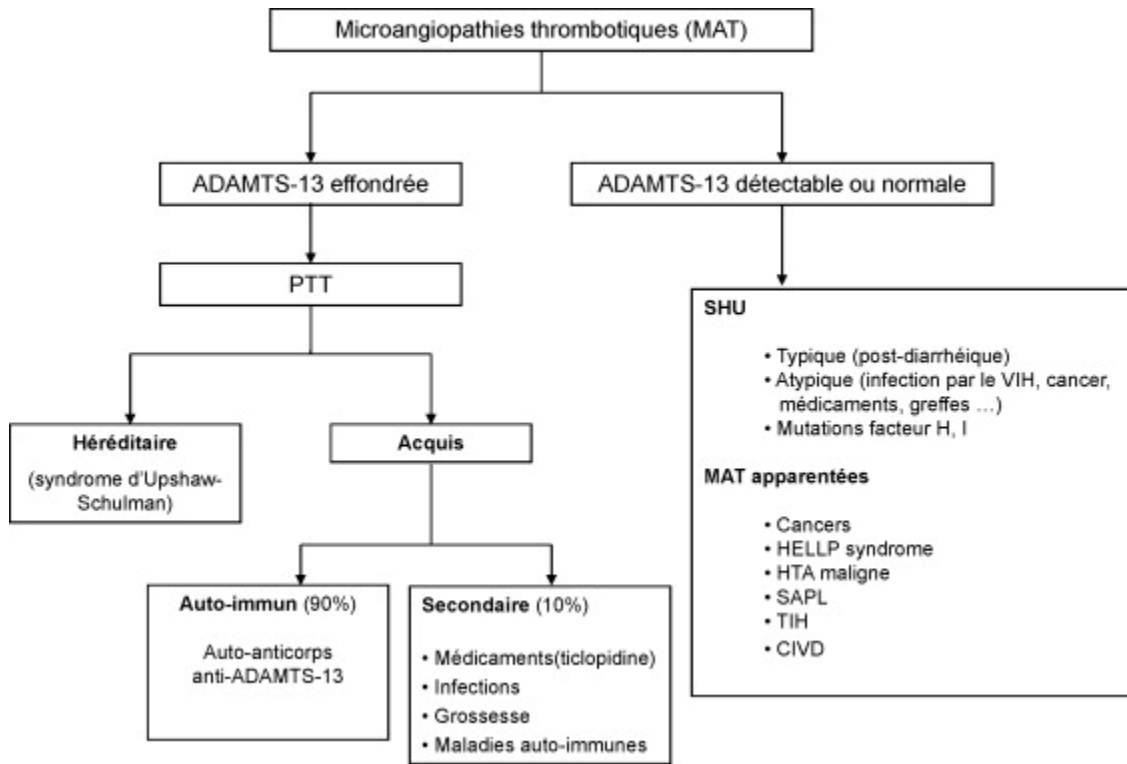 Microangiopathies thrombotiques (MAT)
ADAMTS-13 effondrée
ADAMTS-13 détectable ou normale
PTT
SHU
• Typique (post-diarrhéique)
• Atypique (infection par le VIH, cancer,
médicaments, greffes ...)
• Mutations facteur H, I
MAT apparentées
• Cancers
• HELLP syndrome
• HTA maligne
• SAPL
• TIH
• CIVD
Héréditaire
(syndrome d'Upshaw-
Schulman)
Acquis
Auto-immun (90%)
Auto-anticorps
anti-ADAMTS-13
Secondaire (10%)
• Médicaments(ticlopidine)
• Infections
• Grossesse
• Maladies auto-immunes